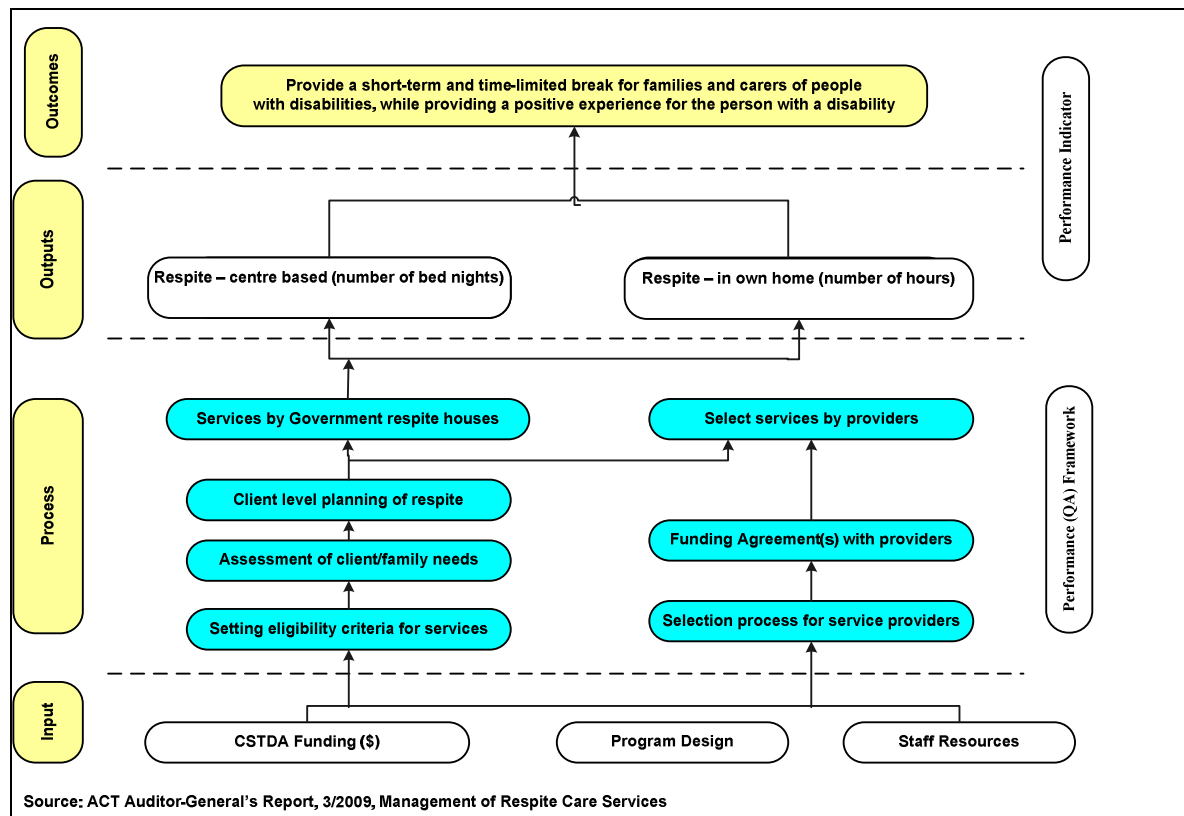 Outcomes
Provide a short-term and time-limited break for families and carers of people
with disabilities, while providing a positive experience for the person with a disability
Performance Indicator
Outputs
Respite – centre based (number of bed nights)
Respite – in own home (number of hours)
Process
Services by Government respite houses
Select services by providers
Client level planning of respite
Funding Agreement(s) with providers
Assessment of client/family needs
Setting eligibility criteria for services
Selection process for service providers
Performance (QA) Framework
Input
CSTDA Funding ($)
Program Design
Staff Resources
Source: ACT Auditor-General's Report, 3/2009, Management of Respite Care Services